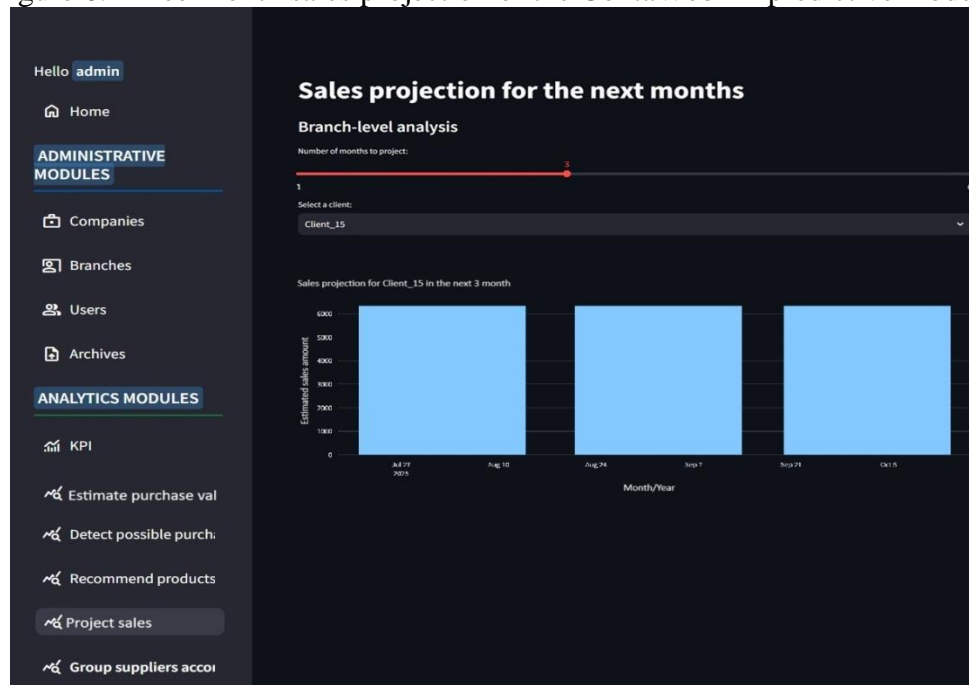 Hello admin
Home
ADMINISTRATIVE
MODULES
Companies
Branches
Users
Archives
ANALYTICS MODULES
KPI
Estimate purchase val
Detect possible purch
Recommend products
Project sales
Group suppliers accor
Sales projection for the next months
Branch-level analysis
Number of months to project:
3
1
Select a client:
Client_15
Sales projection for Client_15 in the next 3 month
Estimated sales amount
6000
5000
4000
3000
2000
1000
0
Jul 27 Aug 10 Aug 24 Sep 7 Sep 21 Oct 5
2025
Month/Year